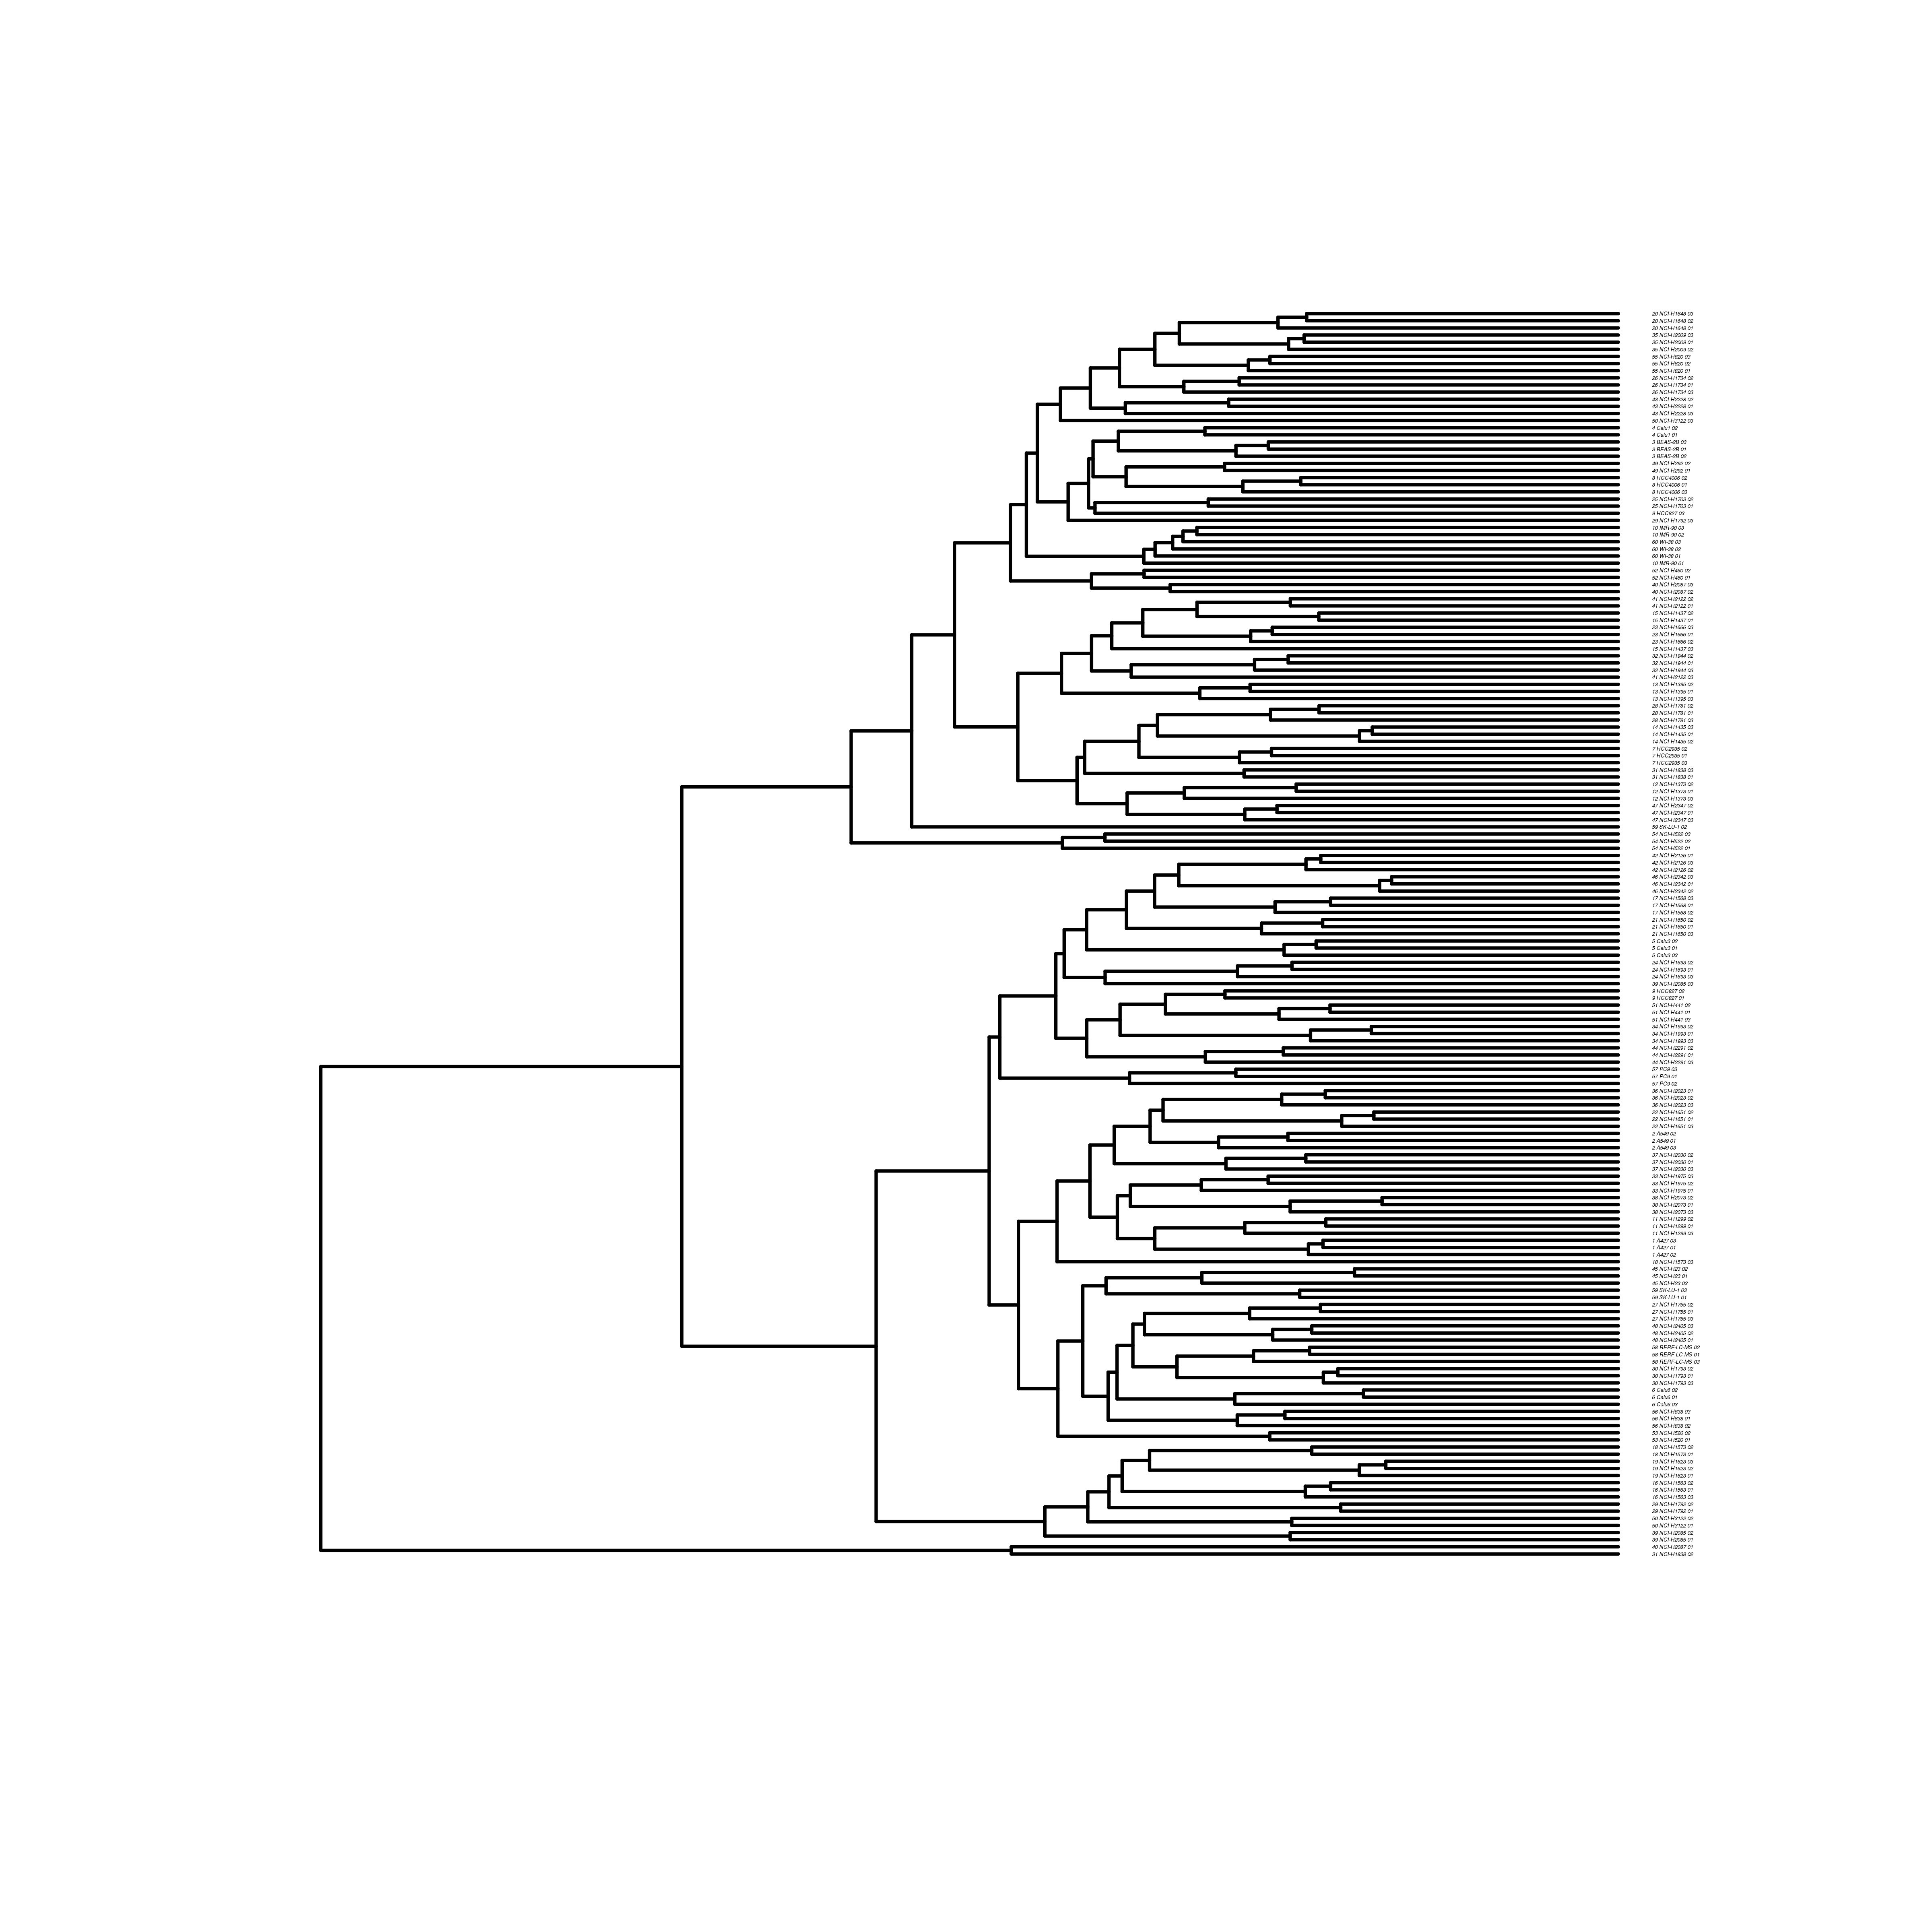 20 NCI-H1648 03
20 NCI-H1648 02
20 NCI-H1648 01
35 NCI-H2009 03
35 NCI-H2009 01
35 NCI-H2009 02
55 NCI-H820 03
55 NCI-H820 02
55 NCI-H820 01
26 NCI-H1734 02
26 NCI-H1734 01
26 NCI-H1734 03
43 NCI-H2228 02
43 NCI-H2228 01
43 NCI-H2228 03
50 NCI-H3122 03
4 Calu1 02
4 Calu1 01
3 BEAS-2B 03
3 BEAS-2B 01
3 BEAS-2B 02
49 NCI-H292 02
49 NCI-H292 01
8 HCC4006 02
8 HCC4006 01
8 HCC4006 03
25 NCI-H1703 02
25 NCI-H1703 01
9 HCC827 03
29 NCI-H1792 03
10 IMR-90 03
10 IMR-90 02
60 WI-38 03
60 WI-38 02
60 WI-38 01
10 IMR-90 01
52 NCI-H460 02
52 NCI-H460 01
40 NCI-H2087 03
40 NCI-H2087 02
41 NCI-H2122 02
41 NCI-H2122 01
15 NCI-H1437 02
15 NCI-H1437 01
23 NCI-H1666 03
23 NCI-H1666 01
23 NCI-H1666 02
15 NCI-H1437 03
32 NCI-H1944 02
32 NCI-H1944 01
32 NCI-H1944 03
41 NCI-H2122 03
13 NCI-H1395 02
13 NCI-H1395 01
13 NCI-H1395 03
28 NCI-H1781 02
28 NCI-H1781 01
28 NCI-H1781 03
14 NCI-H1435 03
14 NCI-H1435 01
14 NCI-H1435 02
7 HCC2935 02
7 HCC2935 01
7 HCC2935 03
31 NCI-H1838 03
31 NCI-H1838 01
12 NCI-H1373 02
12 NCI-H1373 01
12 NCI-H1373 03
47 NCI-H2347 02
47 NCI-H2347 01
47 NCI-H2347 03
59 SK-LU-1 02
54 NCI-H522 03
54 NCI-H522 02
54 NCI-H522 01
42 NCI-H2126 01
42 NCI-H2126 03
42 NCI-H2126 02
46 NCI-H2342 03
46 NCI-H2342 01
46 NCI-H2342 02
17 NCI-H1568 03
17 NCI-H1568 01
17 NCI-H1568 02
21 NCI-H1650 02
21 NCI-H1650 01
21 NCI-H1650 03
5 Calu3 02
5 Calu3 01
5 Calu3 03
24 NCI-H1693 02
24 NCI-H1693 01
24 NCI-H1693 03
39 NCI-H2085 03
9 HCC827 02
9 HCC827 01
51 NCI-H441 02
51 NCI-H441 01
51 NCI-H441 03
34 NCI-H1993 02
34 NCI-H1993 01
34 NCI-H1993 03
44 NCI-H2291 02
44 NCI-H2291 01
44 NCI-H2291 03
57 PC9 03
57 PC9 01
57 PC9 02
36 NCI-H2023 01
36 NCI-H2023 02
36 NCI-H2023 03
22 NCI-H1651 02
22 NCI-H1651 01
22 NCI-H1651 03
2 A549 02
2 A549 01
2 A549 03
37 NCI-H2030 02
37 NCI-H2030 01
37 NCI-H2030 03
33 NCI-H1975 03
33 NCI-H1975 02
33 NCI-H1975 01
38 NCI-H2073 02
38 NCI-H2073 01
38 NCI-H2073 03
11 NCI-H1299 02
11 NCI-H1299 01
11 NCI-H1299 03
1 A427 03
1 A427 01
1 A427 02
18 NCI-H1573 03
45 NCI-H23 02
45 NCI-H23 01
45 NCI-H23 03
59 SK-LU-1 03
59 SK-LU-1 01
27 NCI-H1755 02
27 NCI-H1755 01
27 NCI-H1755 03
48 NCI-H2405 03
48 NCI-H2405 02
48 NCI-H2405 01
58 RERF-LC-MS 02
58 RERF-LC-MS 01
58 RERF-LC-MS 03
30 NCI-H1793 02
30 NCI-H1793 01
30 NCI-H1793 03
6 Calu6 02
6 Calu6 01
6 Calu6 03
56 NCI-H838 03
56 NCI-H838 01
56 NCI-H838 02
53 NCI-H520 02
53 NCI-H520 01
18 NCI-H1573 02
18 NCI-H1573 01
19 NCI-H1623 03
19 NCI-H1623 02
19 NCI-H1623 01
16 NCI-H1563 02
16 NCI-H1563 01
16 NCI-H1563 03
29 NCI-H1792 02
29 NCI-H1792 01
50 NCI-H3122 02
50 NCI-H3122 01
39 NCI-H2085 02
39 NCI-H2085 01
40 NCI-H2087 01
31 NCI-H1838 02